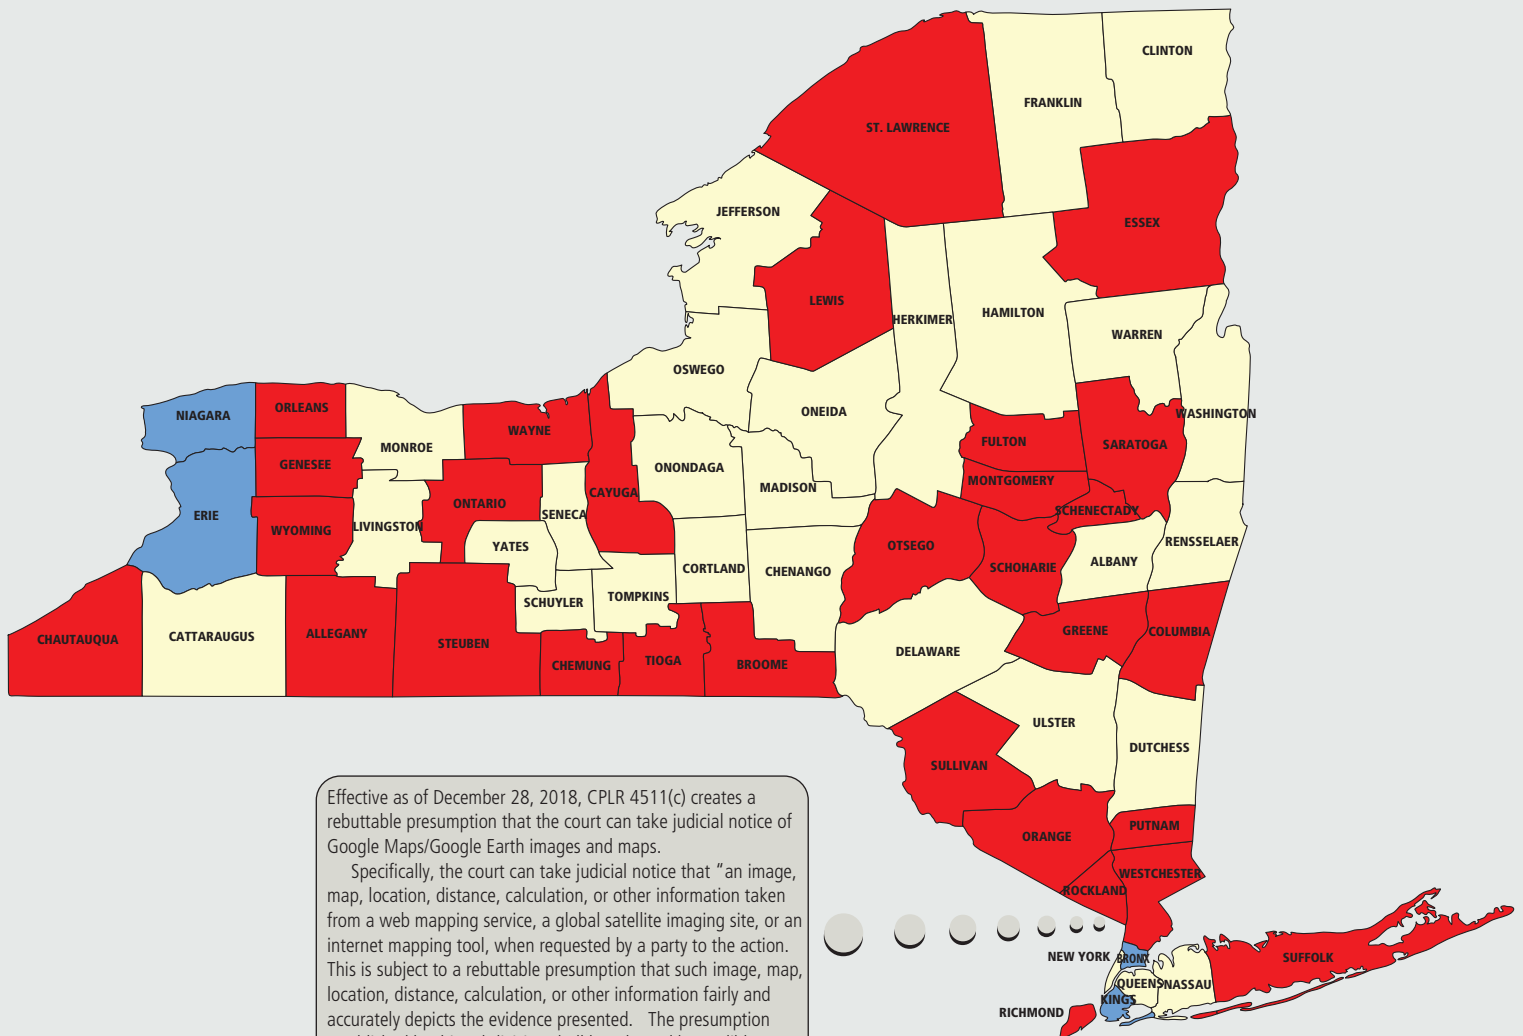 CLINTON
FRANKLIN
ST. LAWRENCE
JEFFERSON
ESSEX
LEWIS
HERKIMER
HAMILTON
WARREN
OSWEGO
ONEIDA
WASHINGTON
NIAGARA
ORLEANS
MONROE
WAYNE
FULTON
SARATOGA
GENESEE
ONONDAGA
MONTGOMERY
MADISON
CAYUGA
ONTARIO
SENECA
SCHENECTADY
ERIE
WYOMING
LIVINGSTON
YATES
OTSEGO
RENSSELAER
ALBANY
SCHOHARIE
CORTLAND
CHENANGO
TOMPKINS
SCHUYLER
CHAUTAUQUA
CATTARAUGUS
ALLEGANY
STEUBEN
GREENE
COLUMBIA
CHEMUNG
TIOGA
BROOME
DELAWARE
ULSTER
DUTCHESS
SULLIVAN
ORANGE
PUTNAM
WESTCHESTER
ROCKLAND
NEW YORK
BRONX
SUFFOLK
QUEENS
NASSAU
KINGS
RICHMOND
Effective as of December 28, 2018, CPLR 4511(c) creates a
rebuttable presumption that the court can take judicial notice of
Google Maps/Google Earth images and maps.
Specifically, the court can take judicial notice that “an image,
map, location, distance, calculation, or other information taken
from a web mapping service, a global satellite imaging site, or an
internet mapping tool, when requested by a party to the action.
This is subject to a rebuttable presumption that such image, map,
location, distance, calculation, or other information fairly and
accurately depicts the evidence presented. The presumption